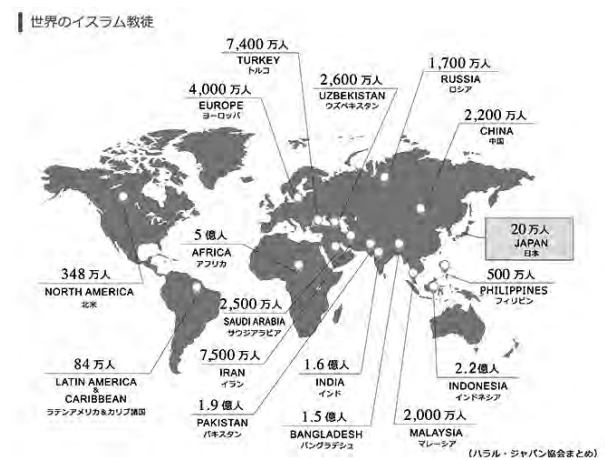 世界のイスラム教徒
7,400 万人
TURKEY
トルコ
4,000 万人
EUROPE
ヨーロッパ
2,600 万人
UZBEKISTAN
ウズベキスタン
1,700 万人
RUSSIA
ロシア
2,200 万人
CHINA
中国
20万人
JAPAN
日本
5 億人
AFRICA
アフリカ
348 万人
NORTH AMERICA
北米
500 万人
PHILIPPINES
フィリピン
2,500 万人
SAUDI ARABIA
サウジアラビア
7,500 万人
IRAN
イラン
84 万人
LATIN AMERICA
&
CARIBBEAN
ラテンアメリカ&カリブ諸国
1.9 億人
PAKISTAN
パキスタン
1.6 億人
INDIA
インド
1.5 億人
BANGLADESH
バングラデシュ
2.2億人
INDONESIA
インドネシア
2,000 万人
MALAYSIA
マレーシア
(ハラル・ジャパン協会まとめ)